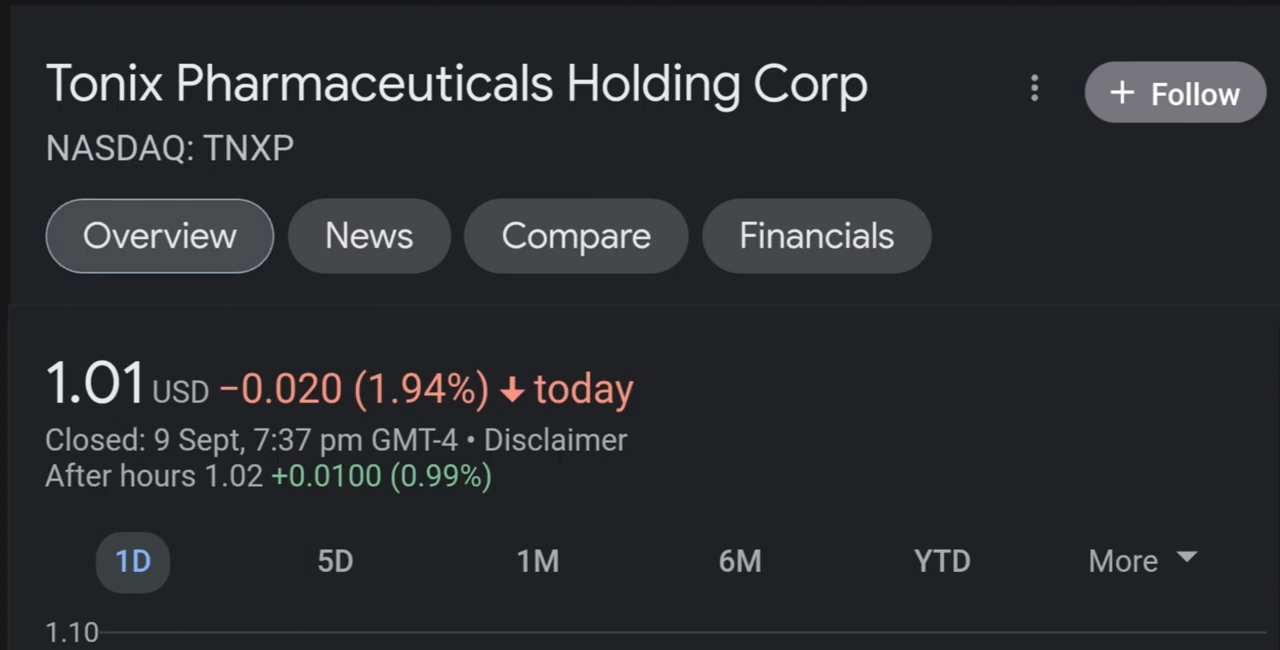 Tonix Pharmaceuticals Holding Corp
+ Follow
NASDAQ: TNXP
Overview News Compare Financials
1.01 USD −0.020 (1.94%) ↓ today
Closed: 9 Sept, 7:37 pm GMT-4 • Disclaimer
After hours 1.02 +0.0100 (0.99%)
1D 5D 1M 6M YTD More
1.10